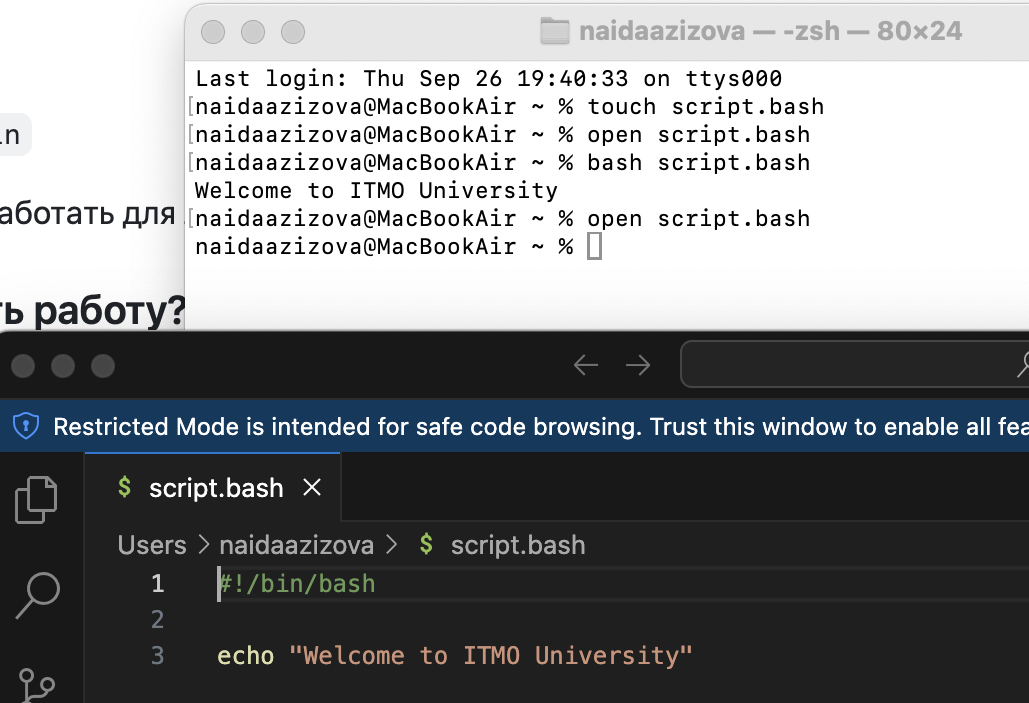 naidaazizova — -zsh — 80×24
Last login: Thu Sep 26 19:40:33 on ttys000
[naidaazizova@MacBookAir ~ % touch script.bash
[naidaazizova@MacBookAir ~ % open script.bash
[naidaazizova@MacBookAir ~ % bash script.bash
Welcome to ITMO University
[naidaazizova@MacBookAir ~ % open script.bash
naidaazizova@MacBookAir ~ %
аботать для
ть работу?
Restricted Mode is intended for safe code browsing. Trust this window to enable all
$ script.bash ×
Users > naidaazizova > $ script.bash
1 #!/bin/bash
2
3 echo "Welcome to ITMO University"